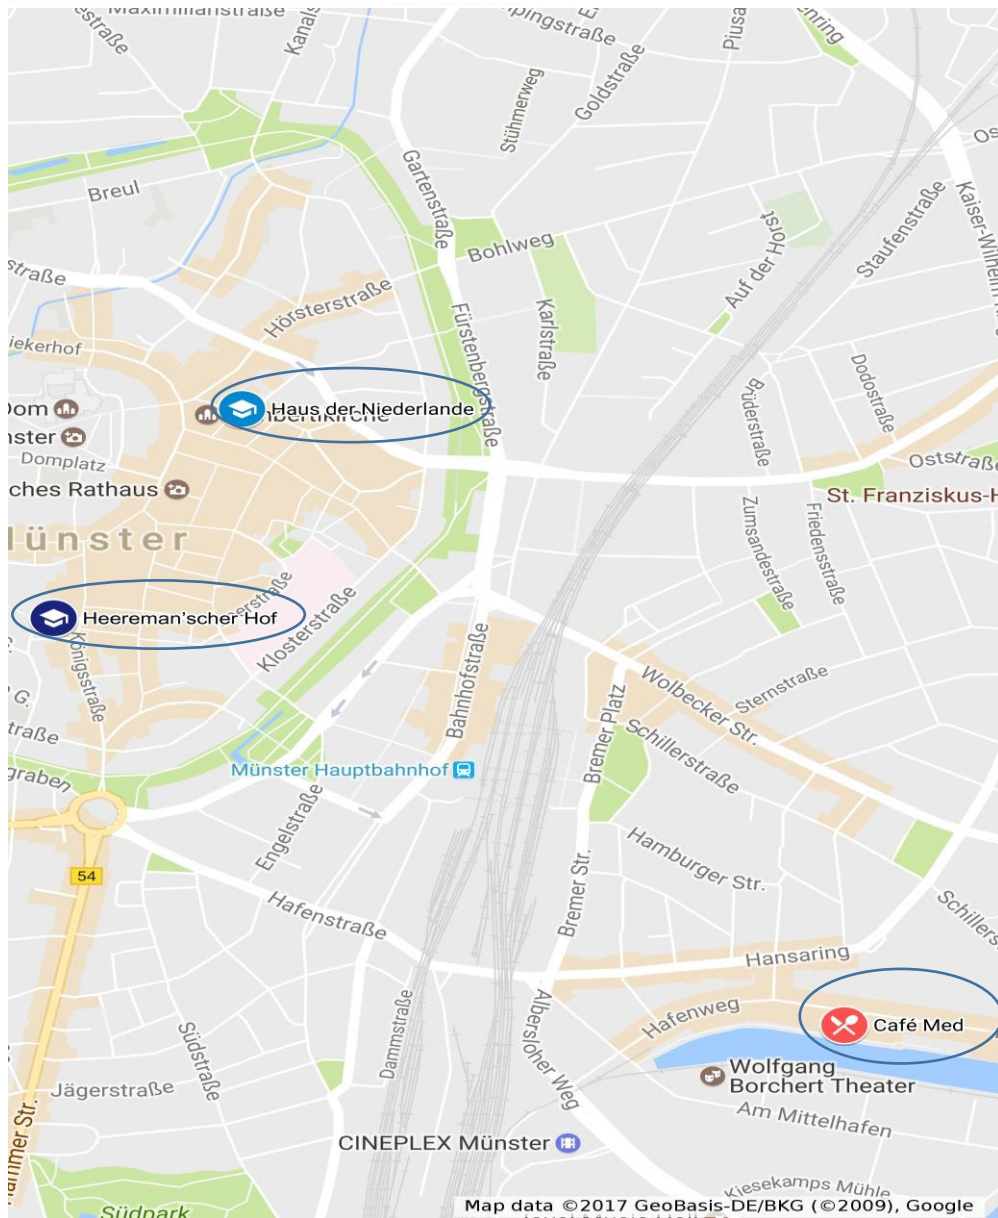 Maximilianstraße
Kanals
Piusa
enring
Goldstraße
Stühmerweg
Breul
Gartenstraße
Bohlweg
Auf der Horst
Staufenstraße
Kaiser-Wilhelm
straße
Hörsterstraße
Fürstenbergstraße
Karlstraße
iekerhof
Dodostraße
Brüderstraße
Dom
Haus der Niederlande
nster
Domplatz
Oststraße
ches Rathaus
St. Franziskus-H
Zumsandestraße
Friedensstraße
ünster
Klosterstraße
Heereman'scher Hof
Königsstraße
Bahnhofstraße
Wolbecker Str.
Sternstraße
Bremer Platz
Schillerstraße
traße
graben
Münster Hauptbahnhof
Engelstraße
Hamburger Str.
54
Bremer Str.
Hafenstraße
Schillers
Hansaring
Hafenweg
Café Med
Albersloher Weg
Dammstraße
Südstraße
Wolfgang
Borchert Theater
Jägerstraße
Am Mittelhafen
CINEPLEX Münster
Kiesekamps Mühle
Südpark
Map data ©2017 GeoBasis-DE/BKG (©2009), Google